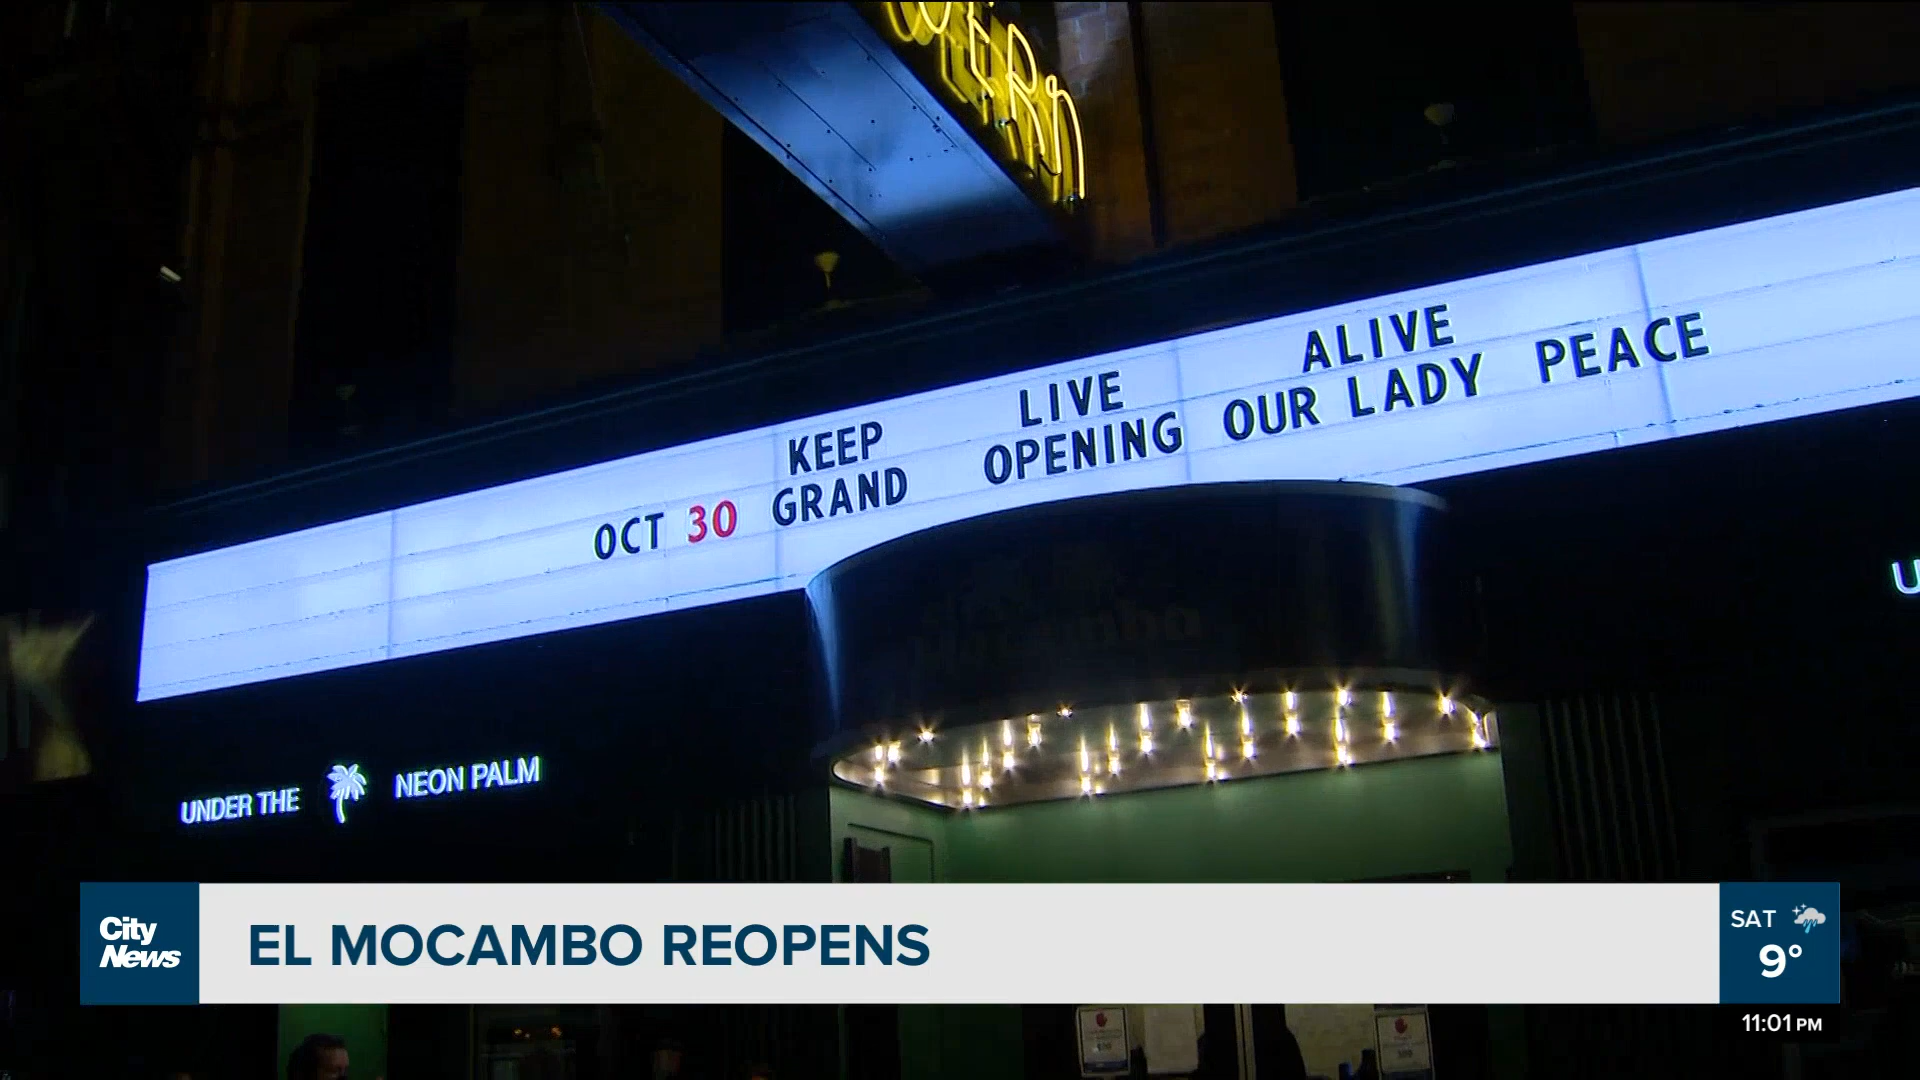 KEEP LIVE ALIVE
OCT 30 GRAND OPENING OUR LADY PEACE
UNDER THE NEON PALM
City
News
EL MOCAMBO REOPENS
SAT
9°
11:01 PM